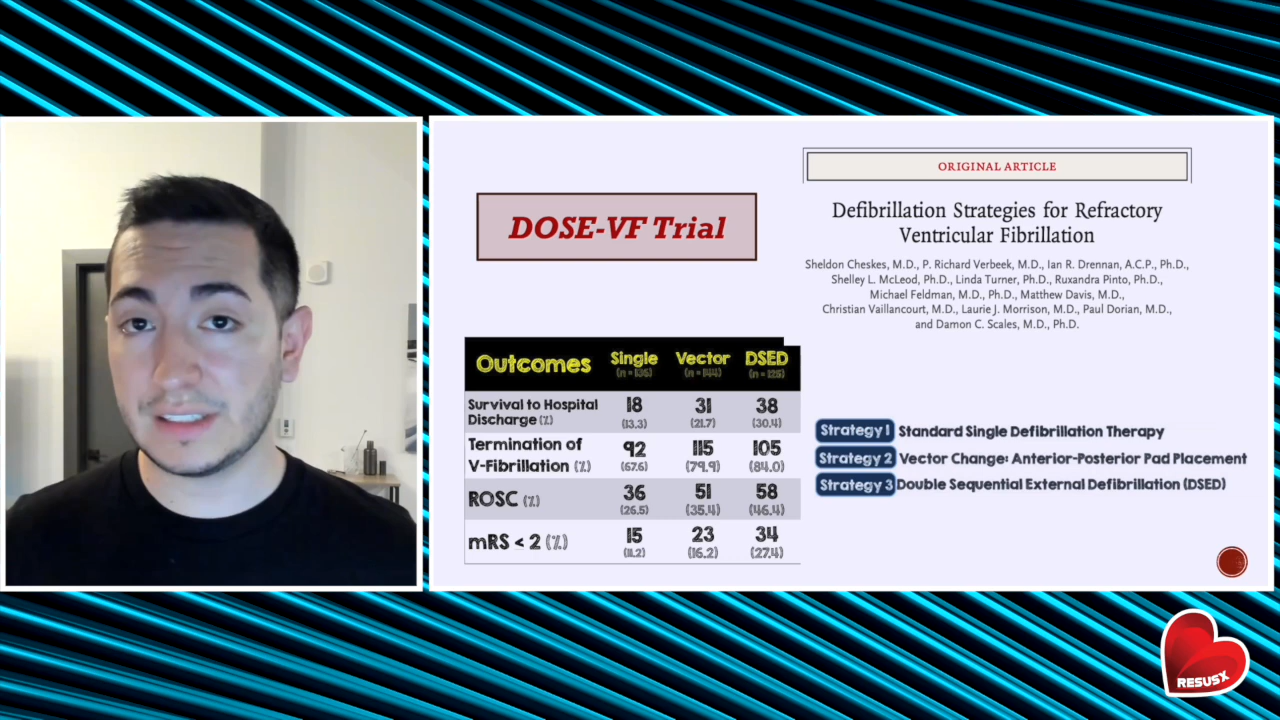 DOSE-VF Trial
ORIGINAL ARTICLE
Defibrillation Strategies for Refractory
Ventricular Fibrillation
Sheldon Cheskes, M.D., P. Richard Verbeek, M.D., Ian R. Drennan, A.C.P., Ph.D.,
Shelley L. McLeod, Ph.D., Linda Turner, Ph.D., Ruxandra Pinto, Ph.D.,
Michael Feldman, M.D., Ph.D., Matthew Davis, M.D.,
Christian Vaillancourt, M.D., Laurie J. Morrison, M.D., Paul Dorian, M.D.,
and Damon C. Scales, M.D., Ph.D.
Outcomes Single Vector DSED
(n = 136) (n = 144) (n = 125)
Survival to Hospital
Discharge (%) 18 31 38
(13.3) (21.7) (30.4)
Termination of
V-Fibrillation (%) 92 115 105
(67.6) (79.9) (84.0)
ROSC (%) 36 51 58
(26.5) (35.4) (46.4)
mRS < 2 (%) 15 23 34
(11.2) (16.2) (27.4)
Strategy 1 Standard Single Defibrillation Therapy
Strategy 2 Vector Change: Anterior-Posterior Pad Placement
Strategy 3 Double Sequential External Defibrillation (DSED)
RESUSX